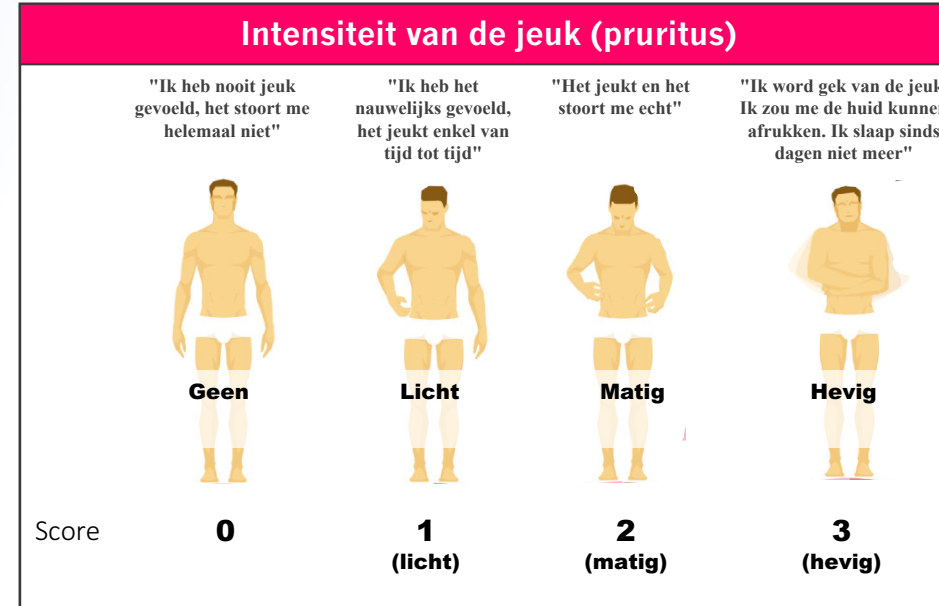 Intensiteit van de jeuk (pruritus)
"Ik heb nooit jeuk
gevoeld, het stoort me
helemaal niet"
"Ik heb het
nauwelijks gevoeld,
het jeukt enkel van
tijd tot tijd"
"Het jeukt en het
stoort me echt"
"Ik word gek van de jeuk
Ik zou me de huid kunnen
afrukken. Ik slaap sinds
dagen niet meer"
Geen
Licht
Matig
Hevig
Score
0
1
(licht)
2
(matig)
3
(hevig)